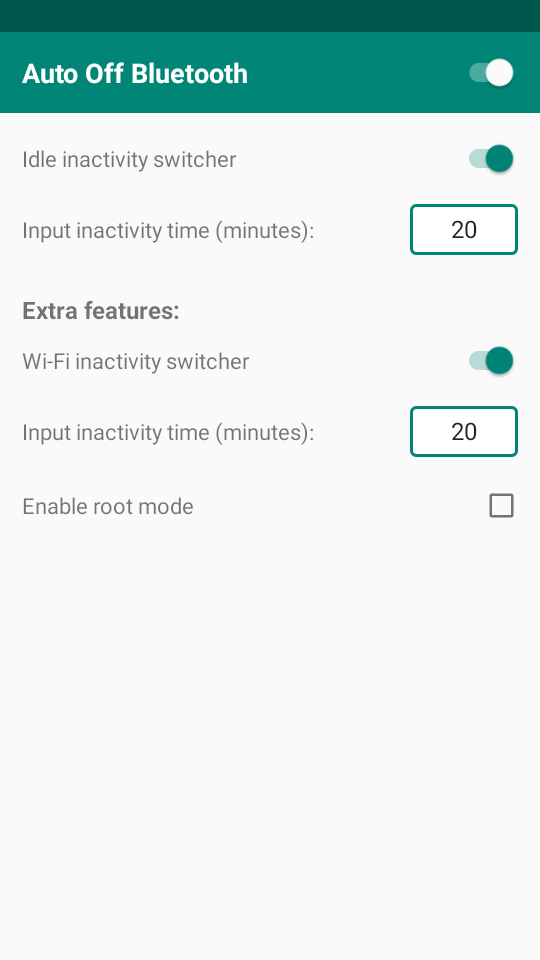 Auto Off Bluetooth
Idle inactivity switcher
Input inactivity time (minutes): 20
Extra features:
Wi-Fi inactivity switcher
Input inactivity time (minutes): 20
Enable root mode